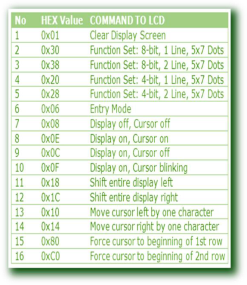 No HEX Value COMMAND TO LCD
1 0x01 Clear Display Screen
2 0x30 Function Set: 8-bit, 1 Line, 5x7 Dots
3 0x38 Function Set: 8-bit, 2 Line, 5x7 Dots
4 0x20 Function Set: 4-bit, 1 Line, 5x7 Dots
5 0x28 Function Set: 4-bit, 2 Line, 5x7 Dots
6 0x06 Entry Mode
7 0x08 Display off, Cursor off
8 0x0E Display on, Cursor on
9 0x0C Display on, Cursor off
10 0x0F Display on, Cursor blinking
11 0x18 Shift entire display left
12 0x1C Shift entire display right
13 0x10 Move cursor left by one character
14 0x14 Move cursor right by one character
15 0x80 Force cursor to beginning of 1st row
16 0xC0 Force cursor to beginning of 2nd row